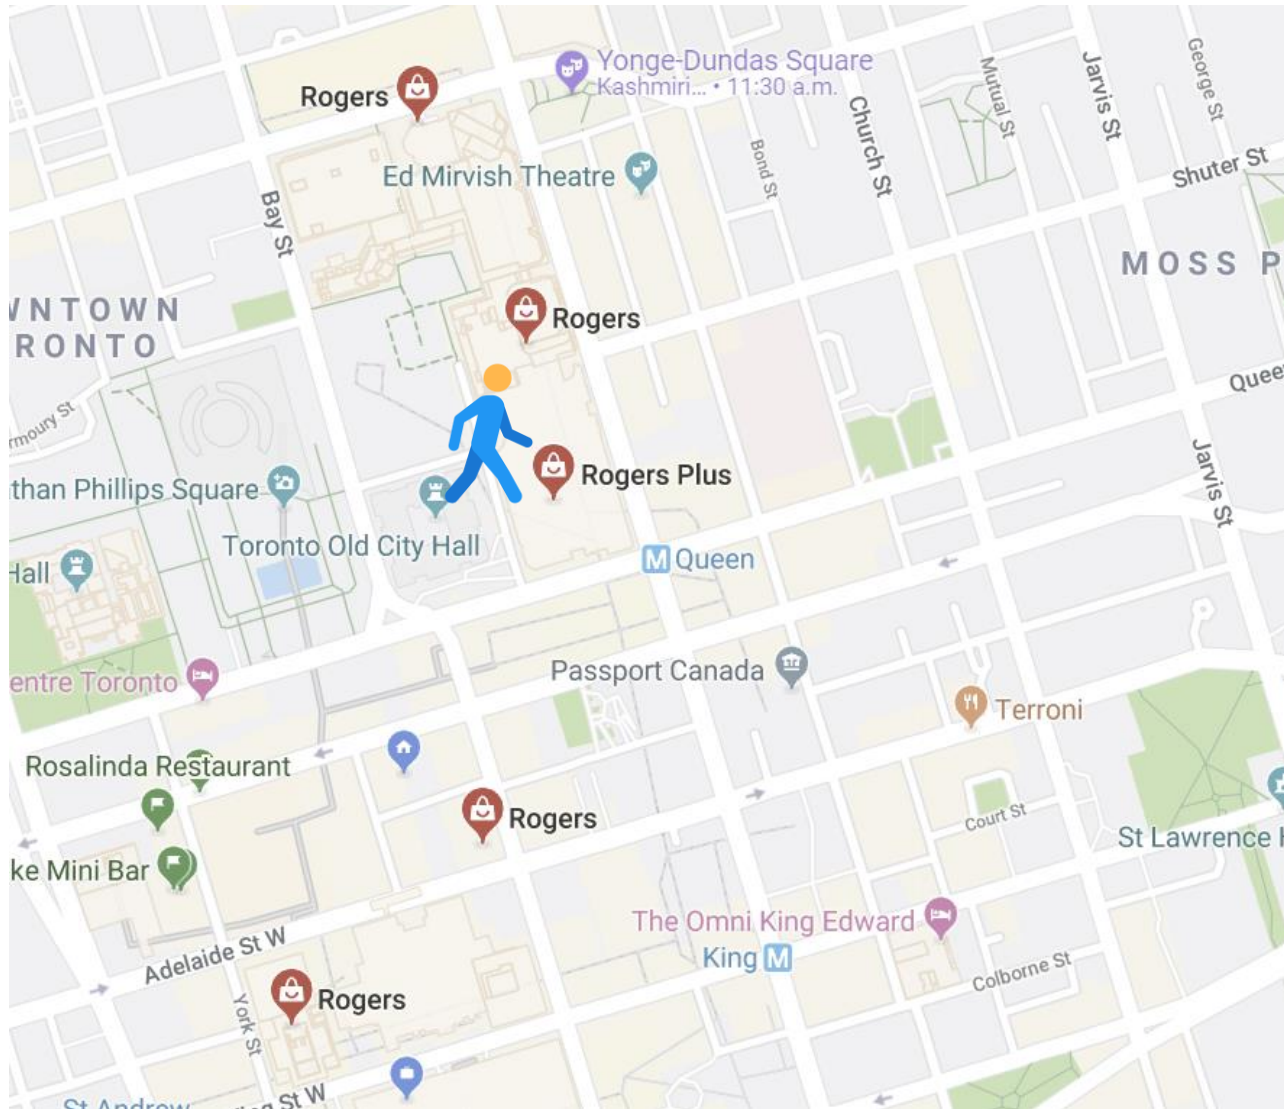 Yonge-Dundas Square
Kashmiri... • 11:30 a.m.
Rogers
Ed Mirvish Theatre
Church St
Mutual St
Jarvis St
George St
Shuter St
Bond St
Bay St
MOSS P
WNTOWN
RONTO
Rogers
Quee
rmoury St
Rogers Plus
Jarvis St
than Phillips Square
Toronto Old City Hall
M Queen
Hall
Passport Canada
entre Toronto
Terroni
Rosalinda Restaurant
Rogers
Court St
St Lawrence
ke Mini Bar
The Omni King Edward
Adelaide St W
King M
Colborne St
Rogers
York St
St Andrew
ng St W